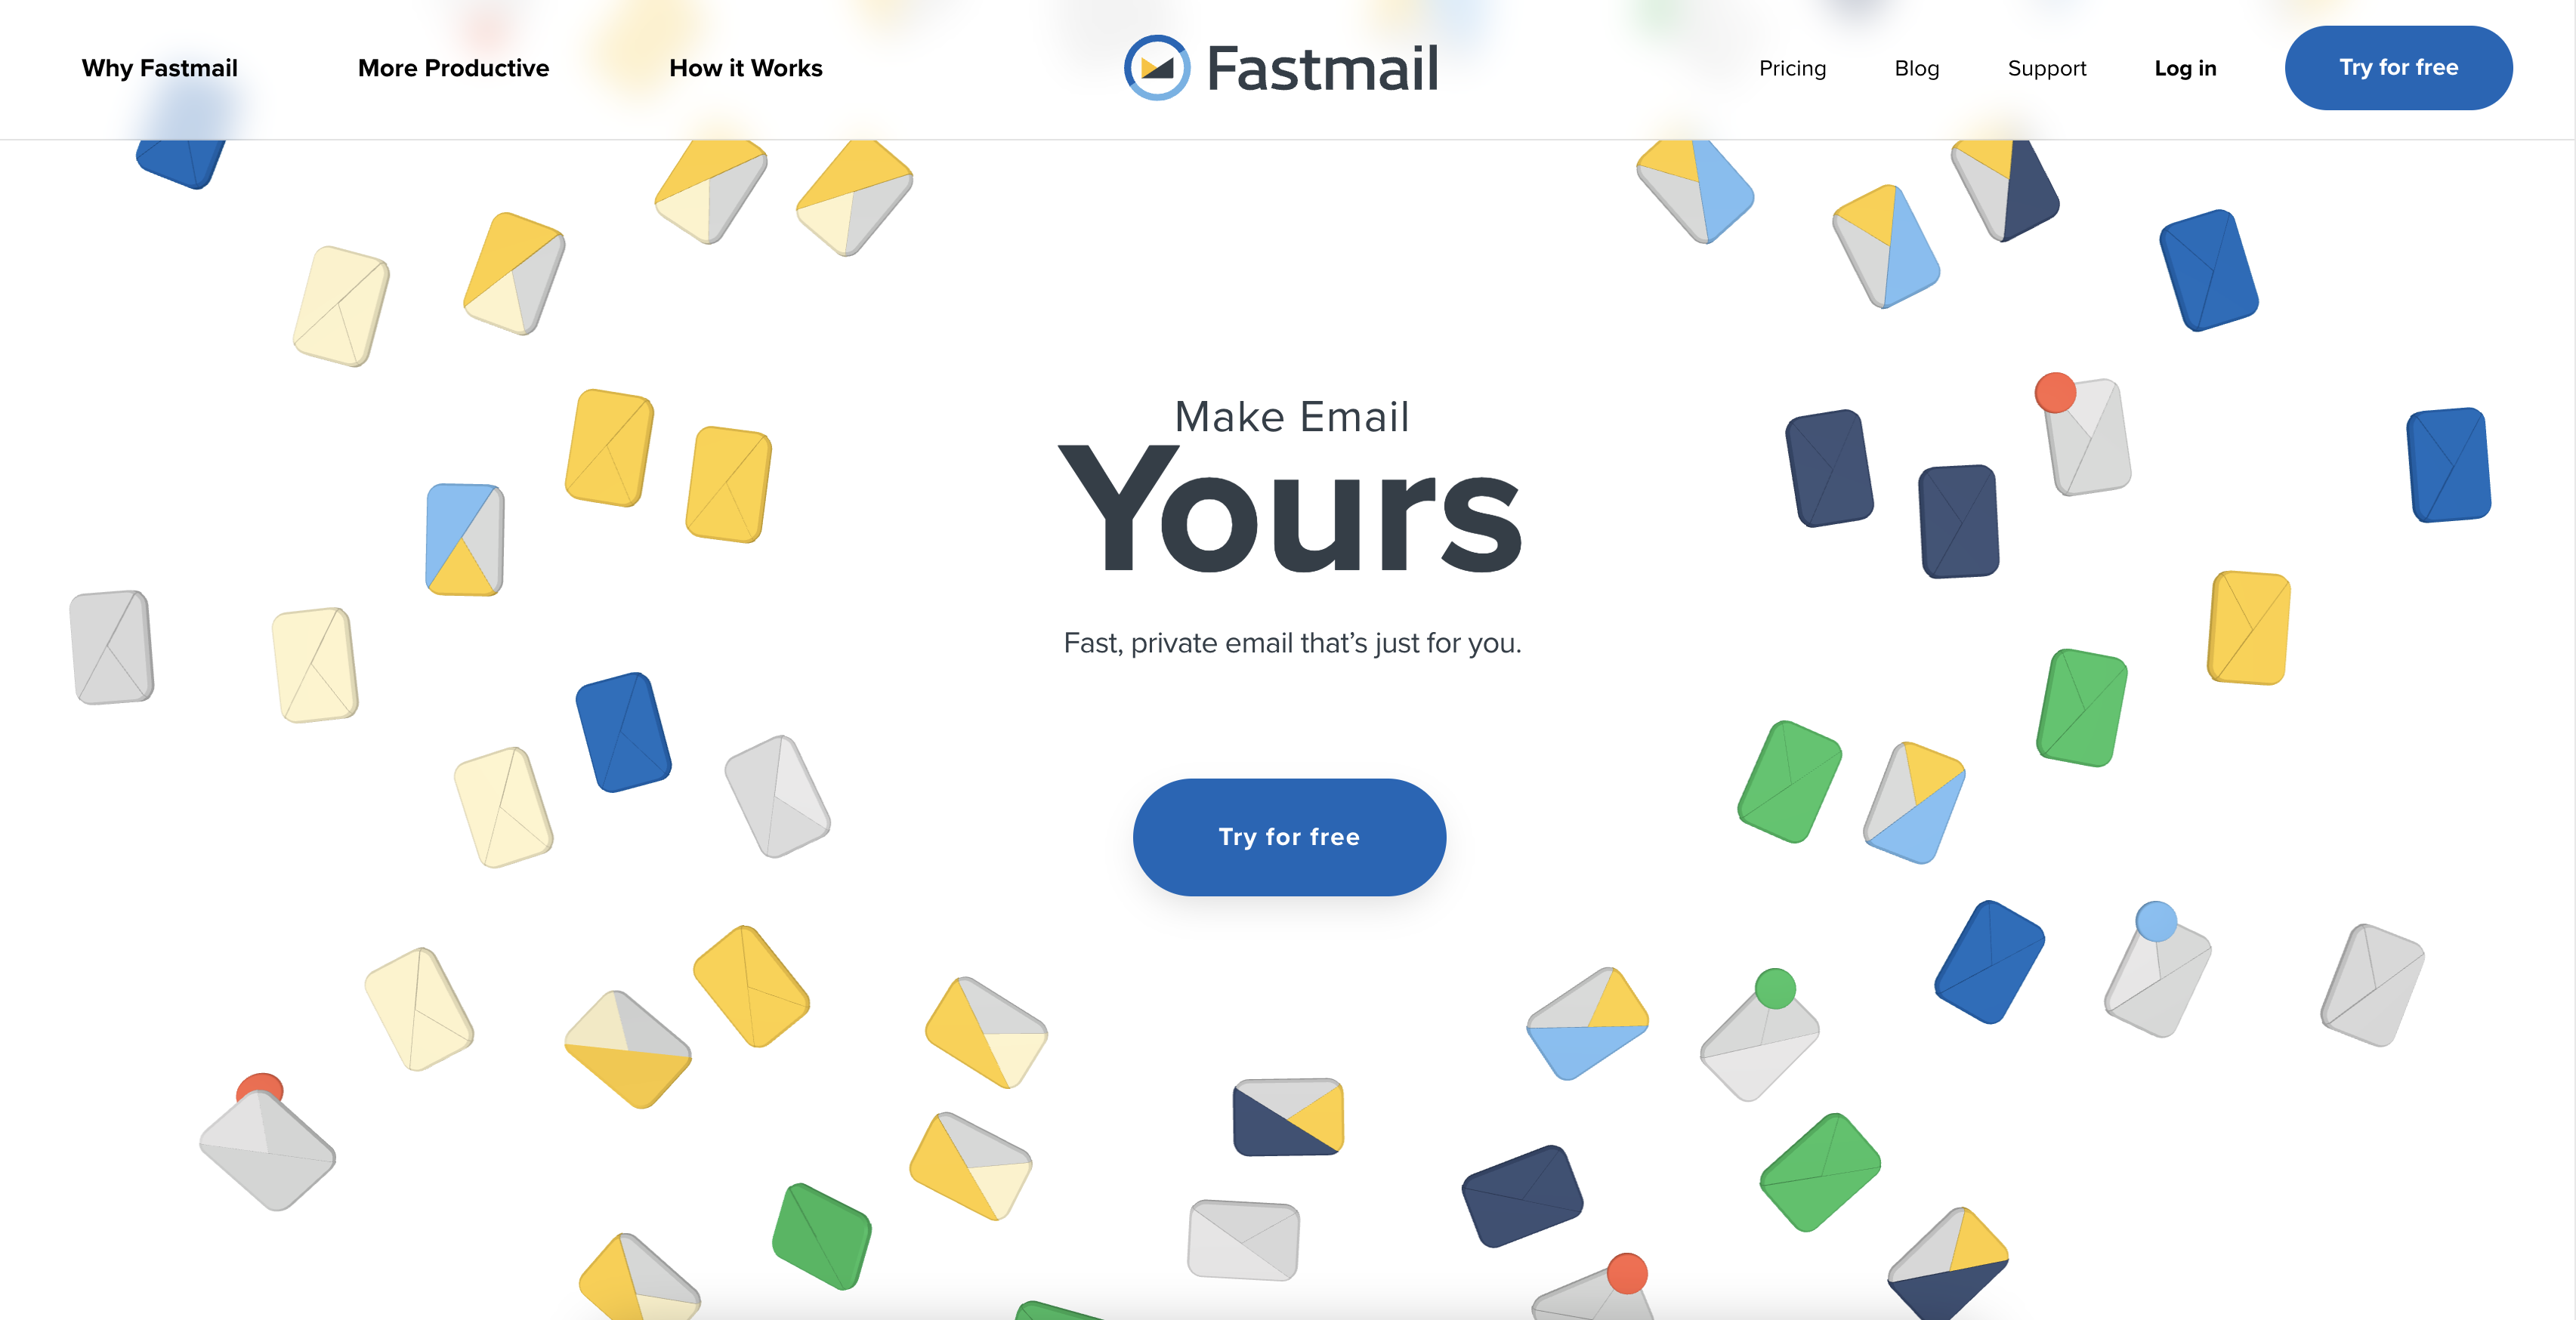 Why Fastmail
More Productive
How it Works
Fastmail
Pricing
Blog
Support
Log in
Try for free
Make Email
Yours
Fast, private email that’s just for you.
Try for free